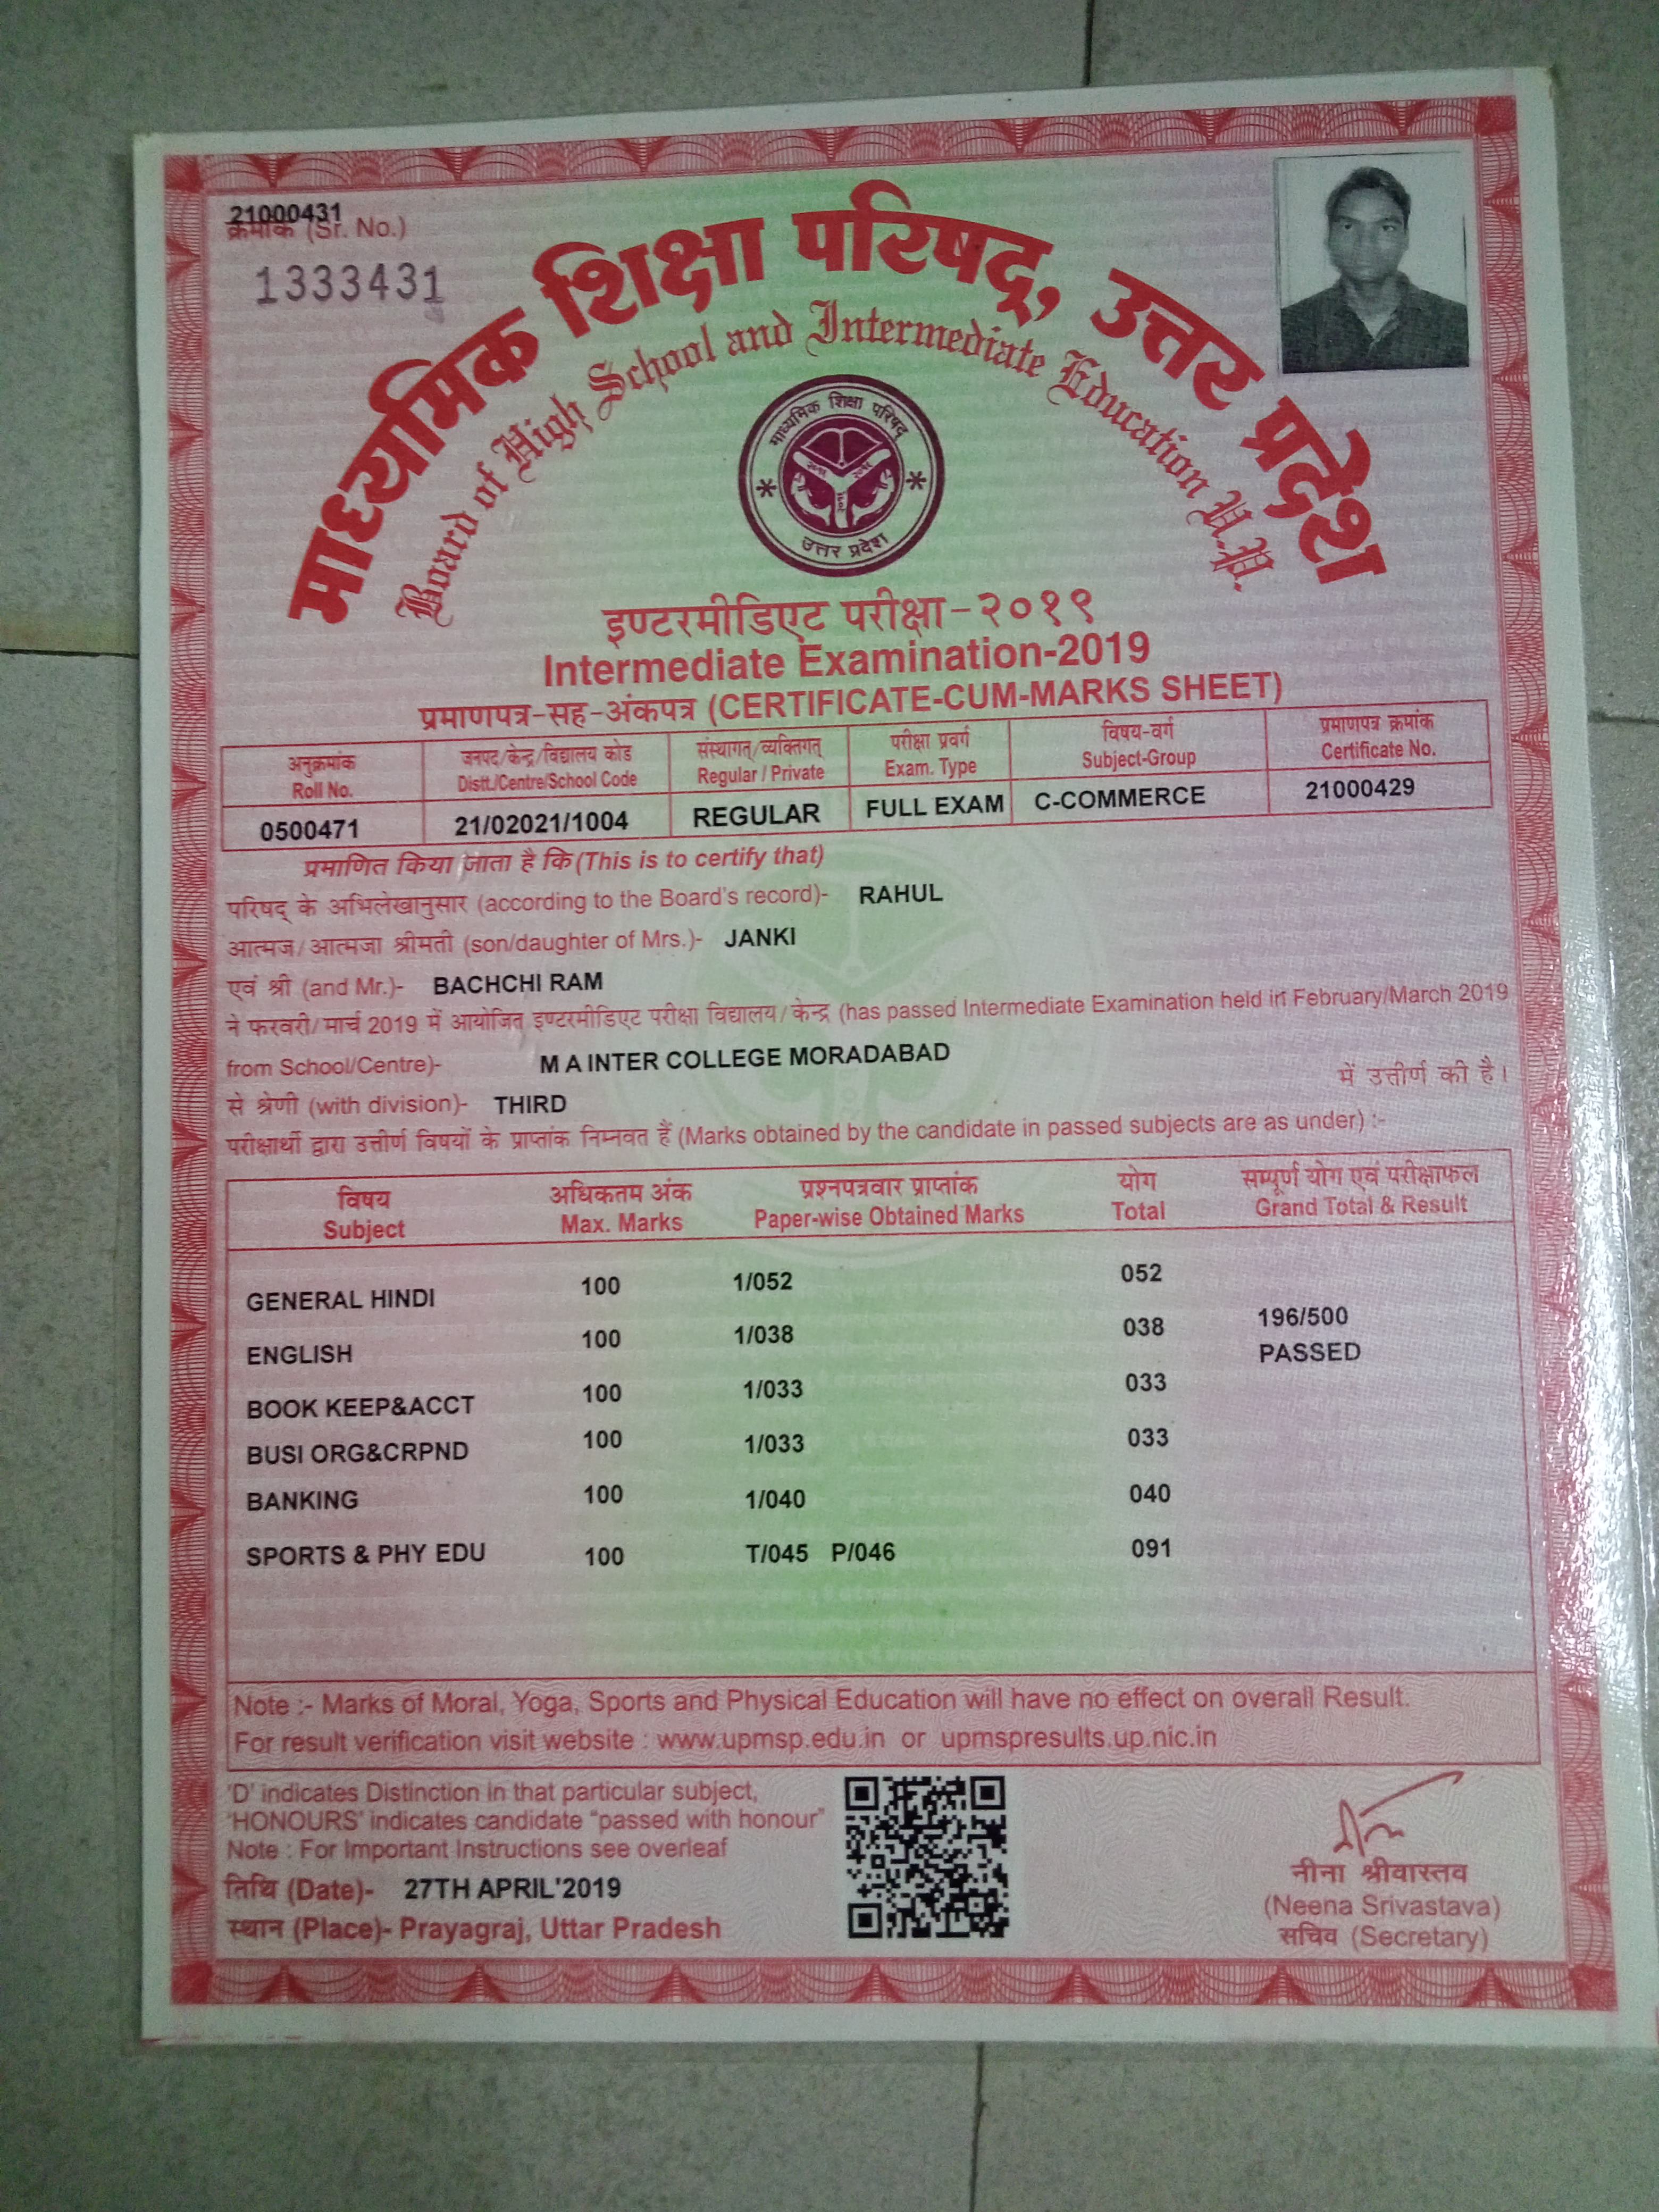 21000431
क्रमांक (Sr. No.)
1333431
माध्यमिक शिक्षा परिषद्, उत्तर प्रदेश
Board of High School and Intermediate Education U.P.
माध्यमिक शिक्षा परिषद्
उत्तर प्रदेश
इण्टरमीडिएट परीक्षा-२०१९
Intermediate Examination-2019
प्रमाणपत्र-सह-अंकपत्र (CERTIFICATE-CUM-MARKS SHEET)
अनुक्रमांक जनपद/केन्द्र/विद्यालय कोड संस्थागत्/व्यक्तिगत् परीक्षा प्रवर्ग विषय-वर्ग प्रमाणपत्र क्रमांक
Roll No. Distt./Centre/School Code Regular / Private Exam. Type Subject-Group Certificate No.
0500471 21/02021/1004 REGULAR FULL EXAM C-COMMERCE 21000429
प्रमाणित किया जाता है कि (This is to certify that)
परिषद् के अभिलेखानुसार (according to the Board's record)- RAHUL
आत्मज/आत्मजा श्रीमती (son/daughter of Mrs.)- JANKI
एवं श्री (and Mr.)- BACHCHI RAM
ने फरवरी/मार्च 2019 में आयोजित् इण्टरमीडिएट परीक्षा विद्यालय/केन्द्र (has passed Intermediate Examination held in February/March 2019
from School/Centre)- M A INTER COLLEGE MORADABAD
में उत्तीर्ण की है।
से श्रेणी (with division)- THIRD
परीक्षार्थी द्वारा उत्तीर्ण विषयों के प्राप्तांक निम्नवत हैं (Marks obtained by the candidate in passed subjects are as under) :-
विषय अधिकतम अंक प्रश्नपत्रवार प्राप्तांक योग सम्पूर्ण योग एवं परीक्षाफल
Subject Max. Marks Paper-wise Obtained Marks Total Grand Total & Result
GENERAL HINDI 100 1/052 052
196/500
ENGLISH 100 1/038 038
PASSED
BOOK KEEP&ACCT 100 1/033 033
BUSI ORG&CRPND 100 1/033 033
BANKING 100 1/040 040
SPORTS & PHY EDU 100 T/045 P/046 091
Note :- Marks of Moral, Yoga, Sports and Physical Education will have no effect on overall Result.
For result verification visit website : www.upmsp.edu.in or upmspresults.up.nic.in
'D' indicates Distinction in that particular subject,
'HONOURS' indicates candidate "passed with honour"
Note : For Important Instructions see overleaf
तिथि (Date)- 27TH APRIL'2019
स्थान (Place)- Prayagraj, Uttar Pradesh
नीना श्रीवास्तव
(Neena Srivastava)
सचिव (Secretary)